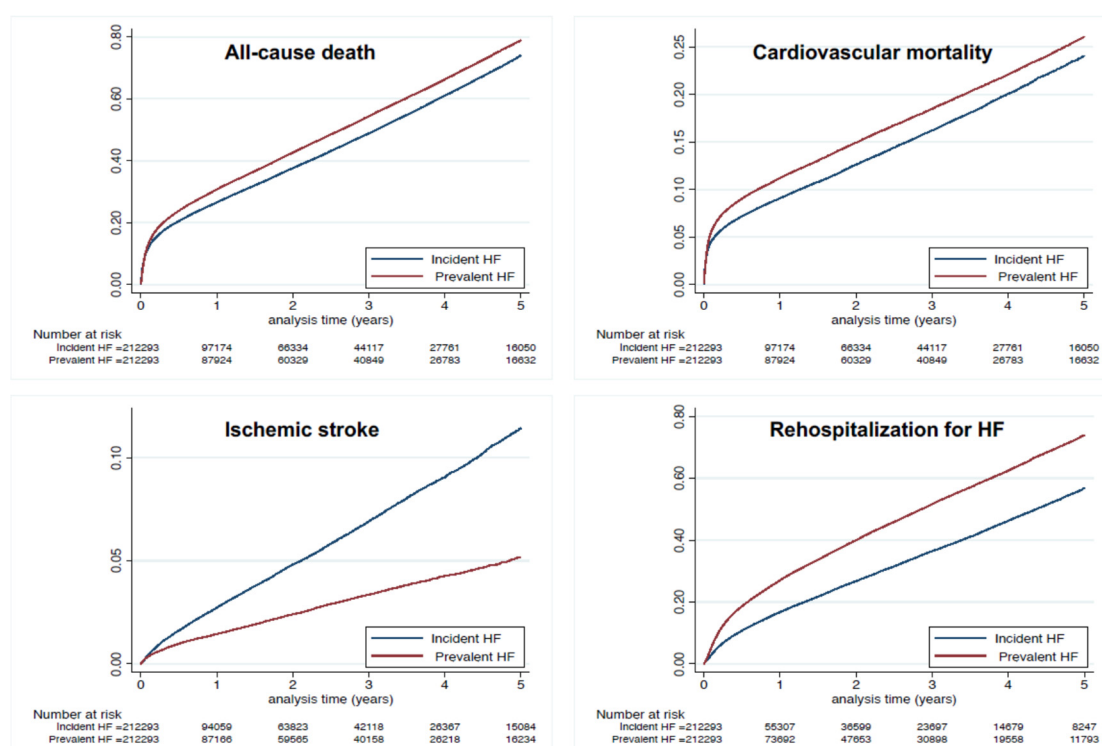 All-cause death
0.80
0.60
0.40
0.20
0.00
Incident HF
Prevalent HF
0 1 2 3 4 5
analysis time (years)
Number at risk
Incident HF =212293 97174 66334 44117 27761 16050
Prevalent HF =212293 87924 60329 40849 26783 16632
Cardiovascular mortality
0.25
0.20
0.15
0.10
0.05
0.00
Incident HF
Prevalent HF
0 1 2 3 4 5
analysis time (years)
Number at risk
Incident HF =212293 97174 66334 44117 27761 16050
Prevalent HF =212293 87924 60329 40849 26783 16632
Ischemic stroke
0.10
0.05
0.00
Incident HF
Prevalent HF
0 1 2 3 4 5
analysis time (years)
Number at risk
Incident HF =212293 94059 63823 42118 26367 15084
Prevalent HF =212293 87166 59565 40158 26218 16234
Rehospitalization for HF
0.80
0.60
0.40
0.20
0.00
Incident HF
Prevalent HF
0 1 2 3 4 5
analysis time (years)
Number at risk
Incident HF =212293 55307 36599 23697 14679 8247
Prevalent HF =212293 73692 47653 30898 19558 11793